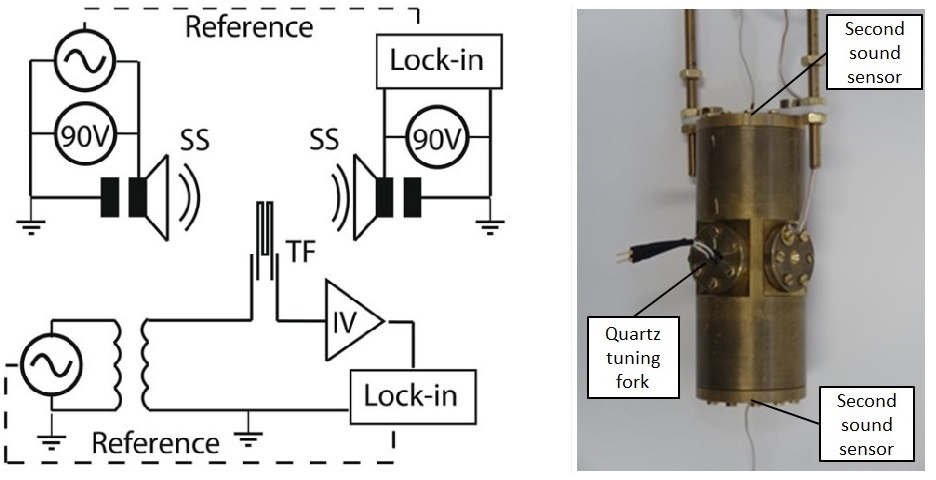 Reference
Lock-in
90V
SS
SS
90V
TF
IV
Lock-in
Reference
Second
sound
sensor
Quartz
tuning
fork
Second
sound
sensor